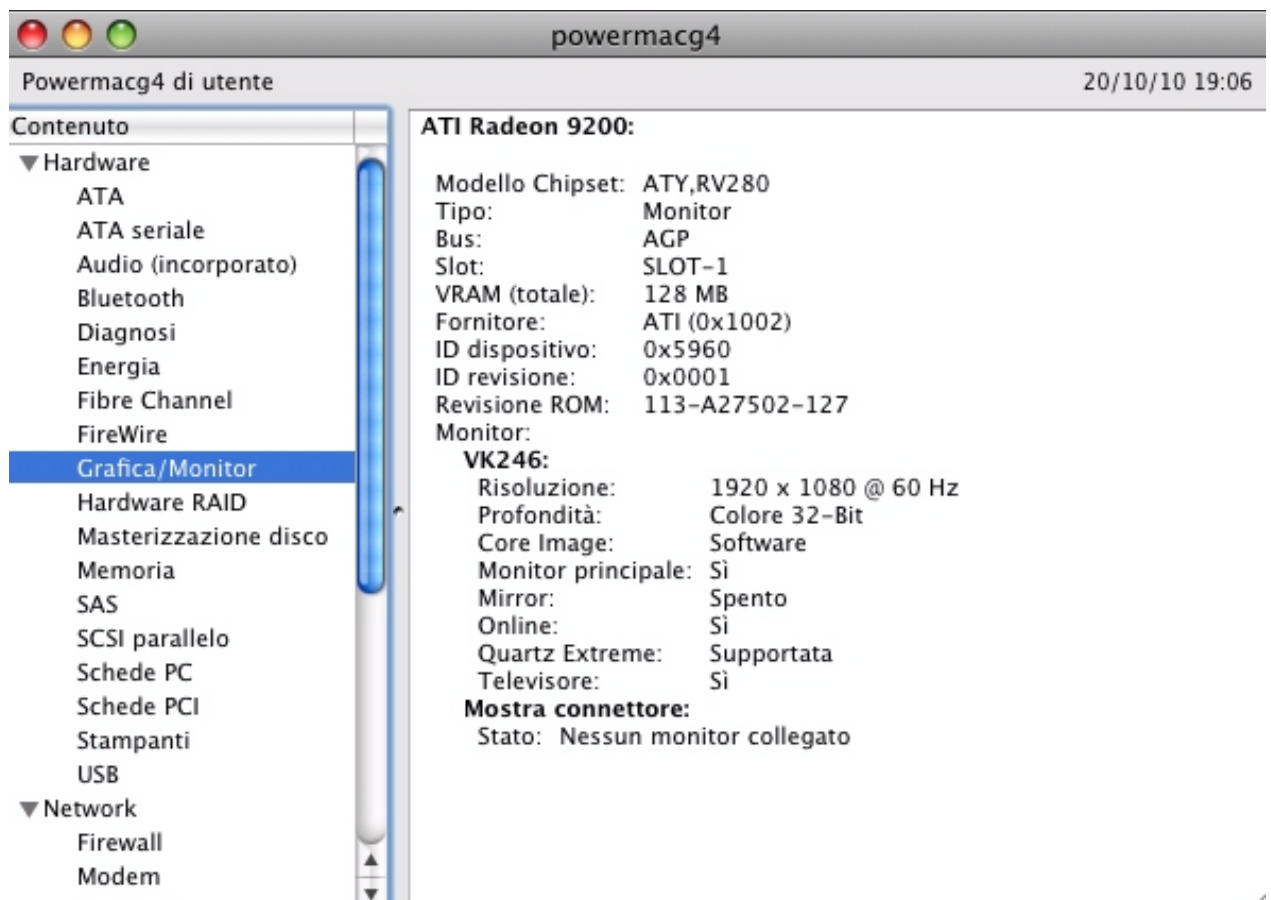 powermacg4
Powermacg4 di utente 20/10/10 19:06
Contenuto
Hardware
ATA
ATA seriale
Audio (incorporato)
Bluetooth
Diagnosi
Energia
Fibre Channel
FireWire
Grafica/Monitor
Hardware RAID
Masterizzazione disco
Memoria
SAS
SCSI parallelo
Schede PC
Schede PCI
Stampanti
USB
Network
Firewall
Modem
ATI Radeon 9200:
Modello Chipset: ATY,RV280
Tipo: Monitor
Bus: AGP
Slot: SLOT-1
VRAM (totale): 128 MB
Fornitore: ATI (0x1002)
ID dispositivo: 0x5960
ID revisione: 0x0001
Revisione ROM: 113-A27502-127
Monitor:
VK246:
Risoluzione: 1920 x 1080 @ 60 Hz
Profondità: Colore 32-Bit
Core Image: Software
Monitor principale: Sì
Mirror: Spento
Online: Sì
Quartz Extreme: Supportata
Televisore: Sì
Mostra connettore:
Stato: Nessun monitor collegato